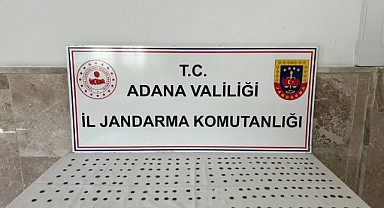 T.C.
ADANA VALİLİĞİ
İL JANDARMA KOMUTANLIĞI